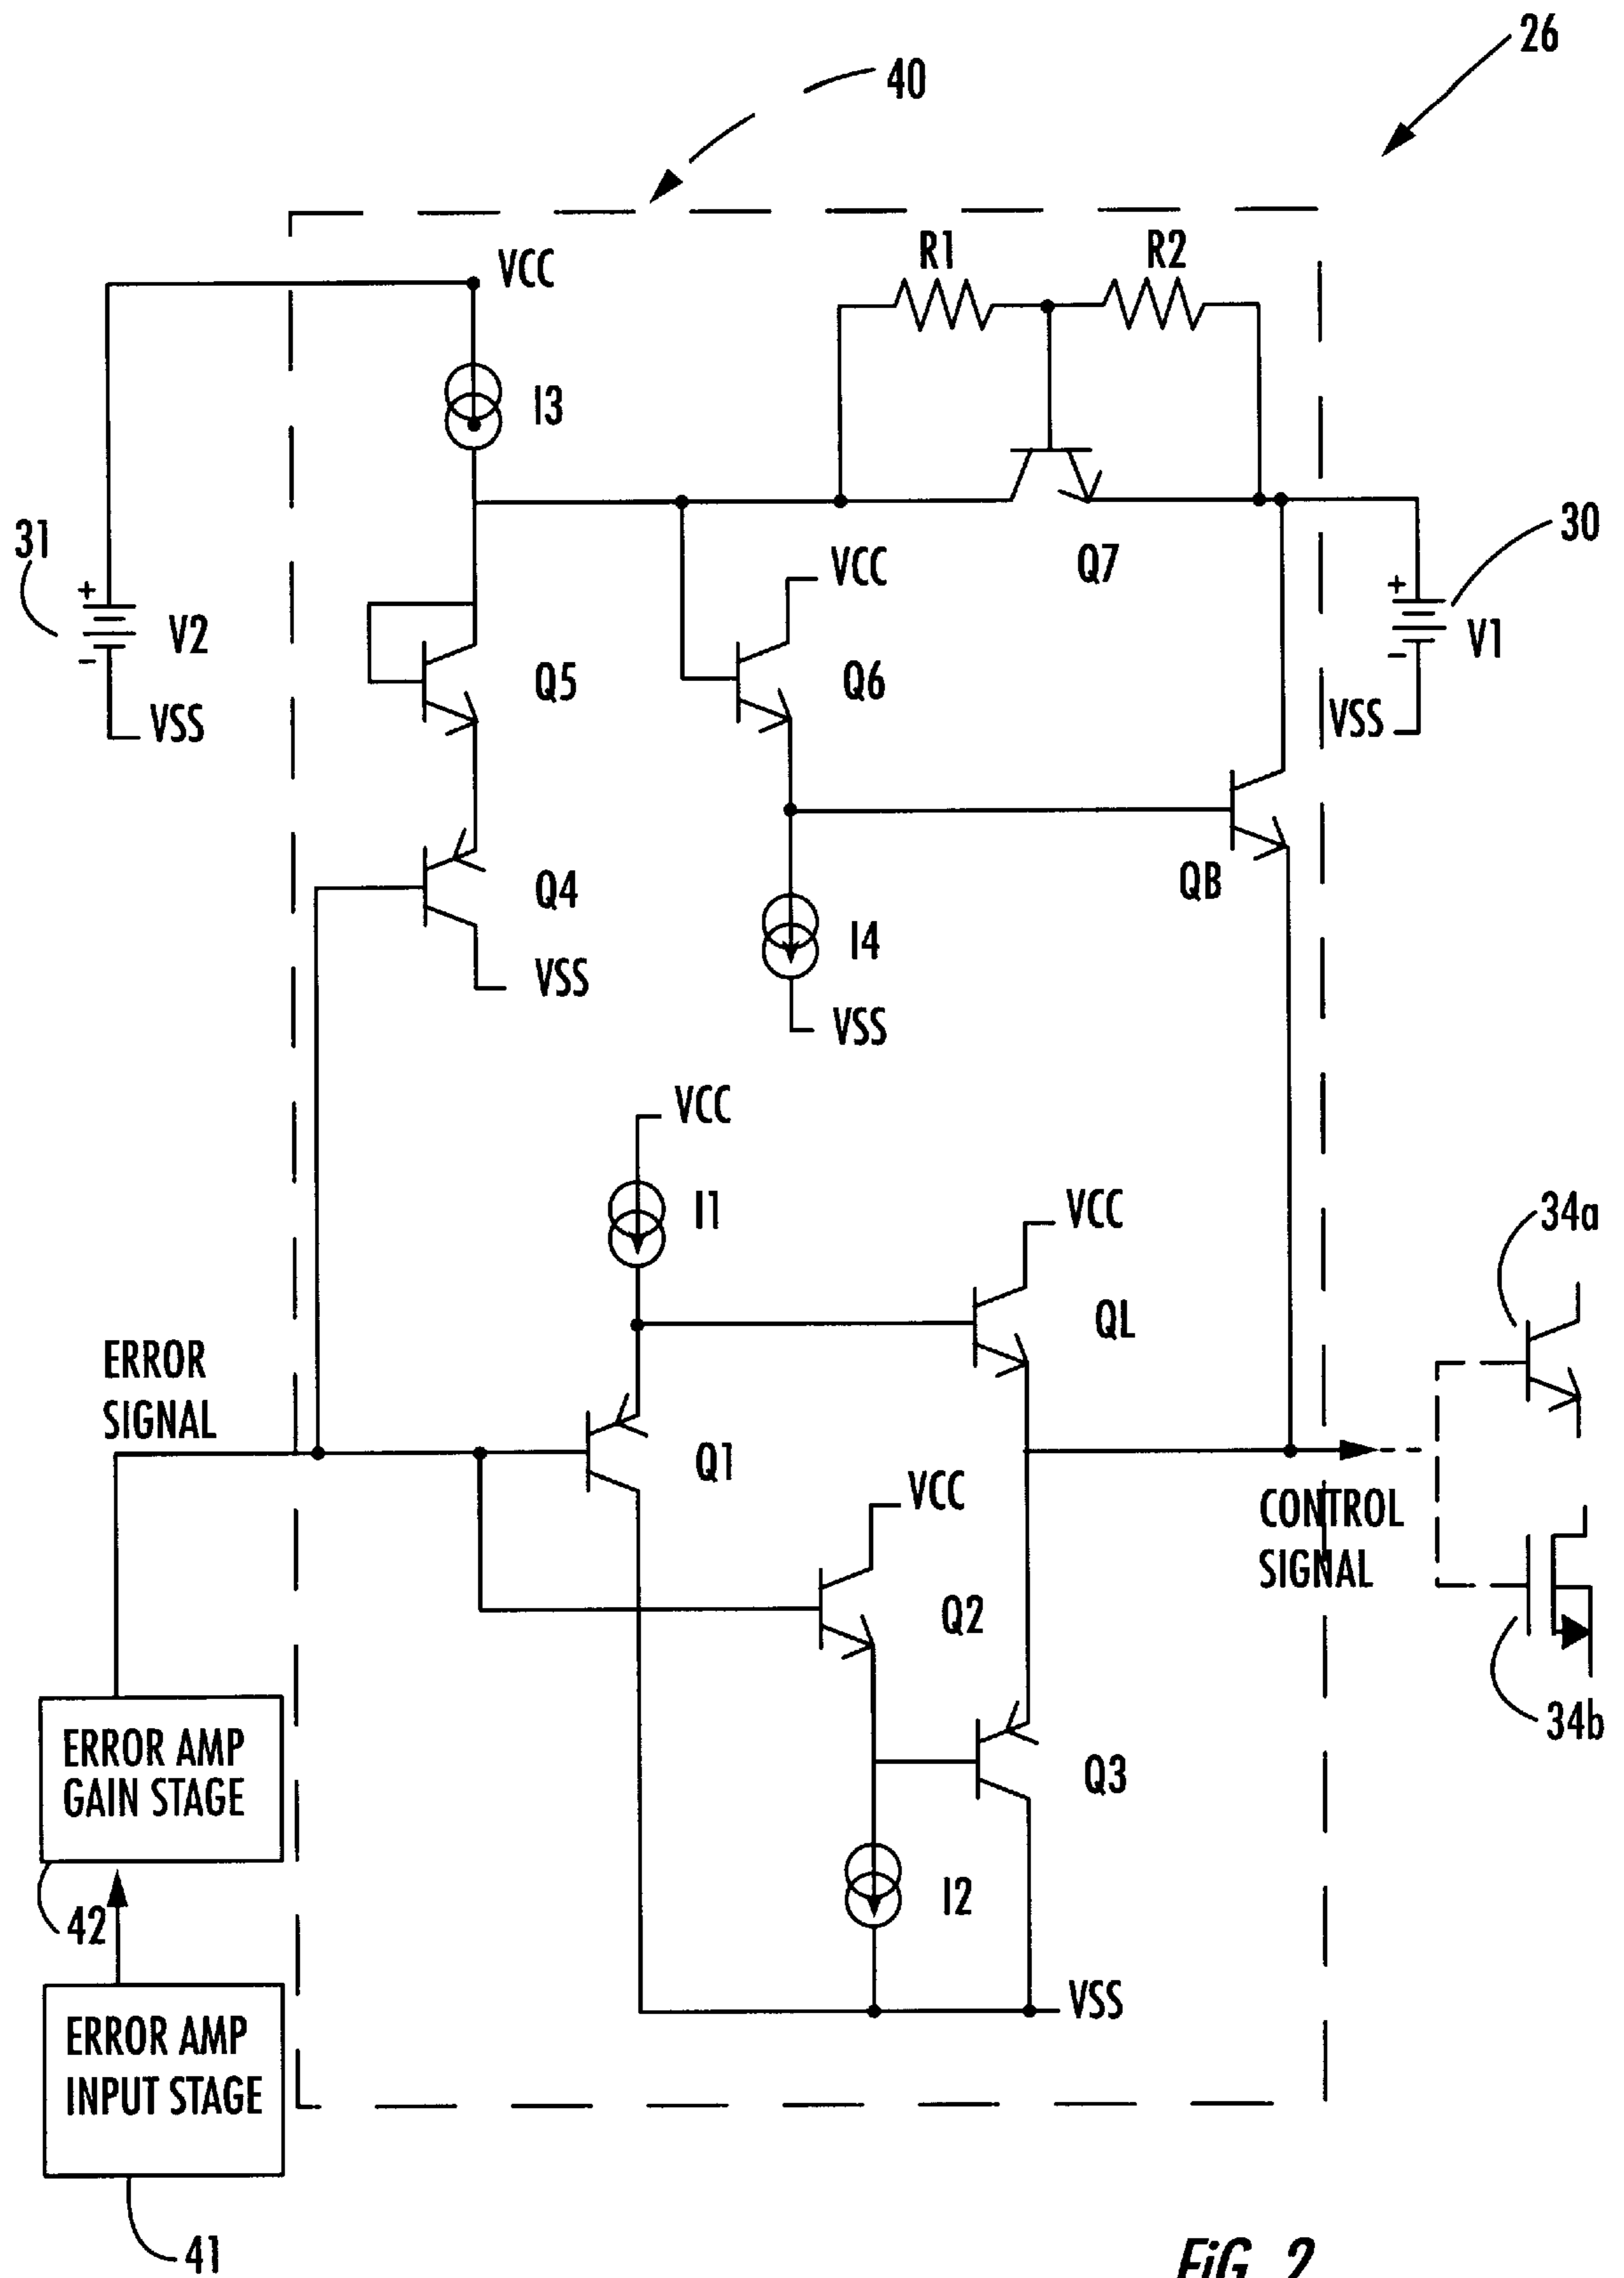 26
40
R1
R2
VCC
I3
31
30
+
V2
-
VSS
VCC
Q7
+
V1
-
VSS
Q5
Q6
Q4
QB
I4
VSS
VSS
VCC
I1
VCC
34a
QL
ERROR
SIGNAL
Q1
VCC
CONTROL
SIGNAL
Q2
34b
ERROR AMP
GAIN STAGE
Q3
42
I2
VSS
ERROR AMP
INPUT STAGE
41
FIG. 2